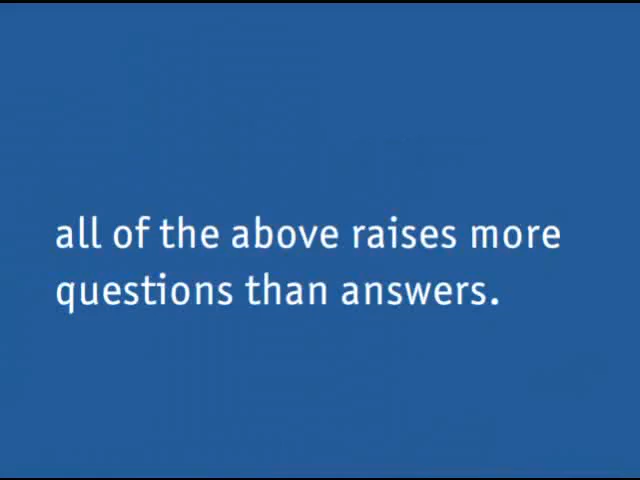 all of the above raises more
questions than answers.